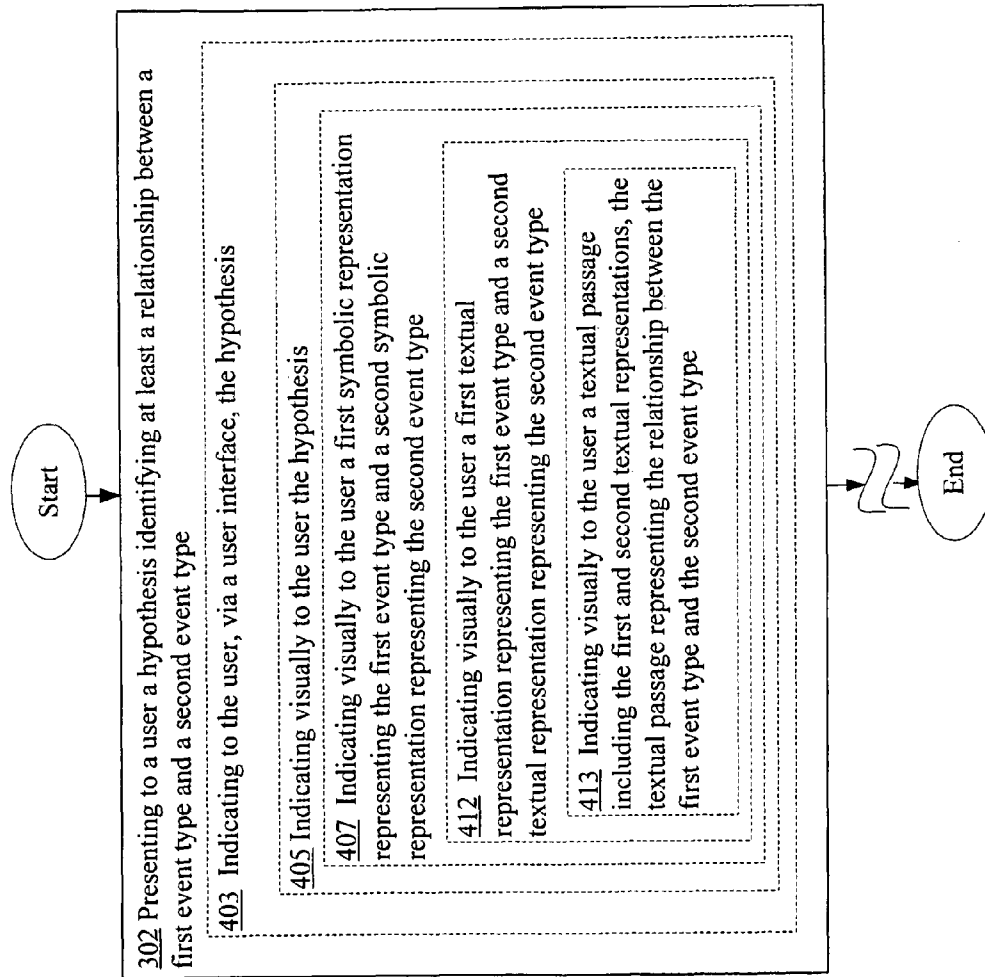 Start
302 Presenting to a user a hypothesis identifying at least a relationship between a
first event type and a second event type
403 Indicating to the user, via a user interface, the hypothesis
405 Indicating visually to the user the hypothesis
407 Indicating visually to the user a first symbolic representation
representing the first event type and a second symbolic
representation representing the second event type
412 Indicating visually to the user a first textual
representation representing the first event type and a second
textual representation representing the second event type
413 Indicating visually to the user a textual passage
including the first and second textual representations, the
textual passage representing the relationship between the
first event type and the second event type
End